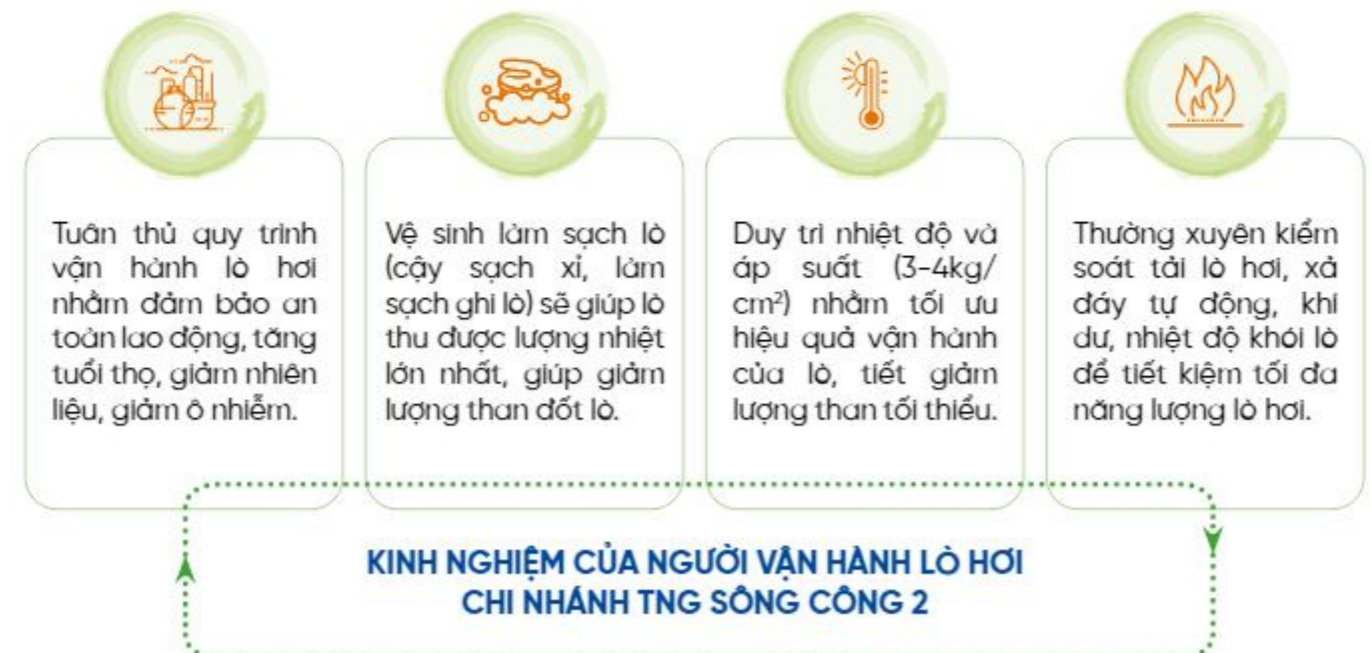 Tuân thủ quy trình
vận hành lò hơi
nhằm đảm bảo an
toàn lao động, tăng
tuổi thọ, giảm nhiên
liệu, giảm ô nhiễm.
Vệ sinh làm sạch lò
(cậy sạch xỉ, làm
sạch ghi lò) sẽ giúp lò
thu được lượng nhiệt
lớn nhất, giúp giảm
lượng than đốt lò.
Duy trì nhiệt độ và
áp suất (3-4kg/
cm²) nhằm tối ưu
hiệu quả vận hành
của lò, tiết giảm
lượng than tối thiểu.
Thường xuyên kiểm
soát tải lò hơi, xả
đáy tự động, khí
dư, nhiệt độ khói lò
để tiết kiệm tối đa
năng lượng lò hơi.
KINH NGHIỆM CỦA NGƯỜI VẬN HÀNH LÒ HƠI
CHI NHÁNH TNG SÔNG CÔNG 2